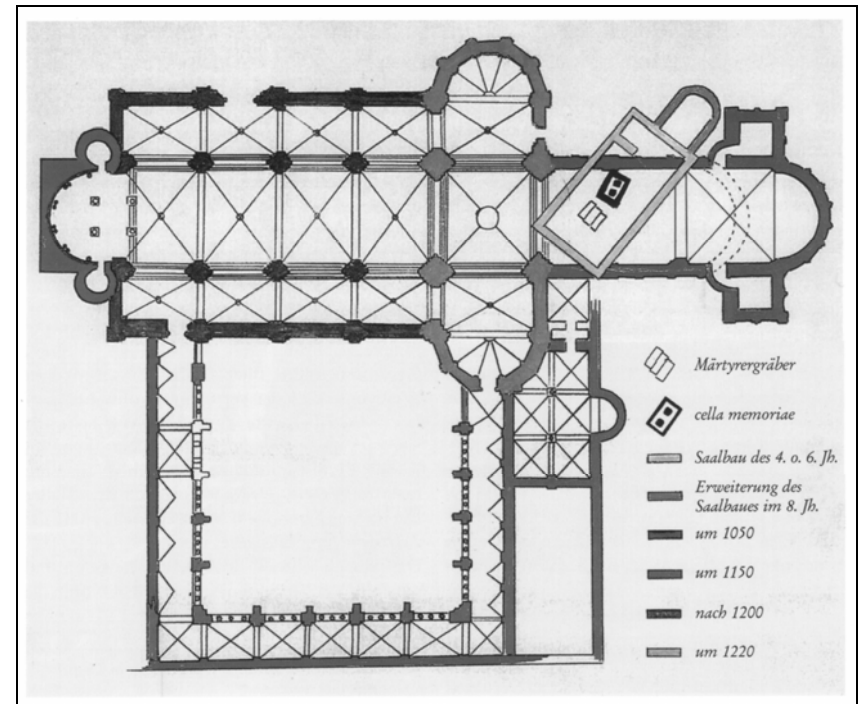 Märtyrergräber
cella memoriae
Saalbau des 4. o. 6. Jh.
Erweiterung des
Saalbaues im 8. Jh.
um 1050
um 1150
nach 1200
um 1220